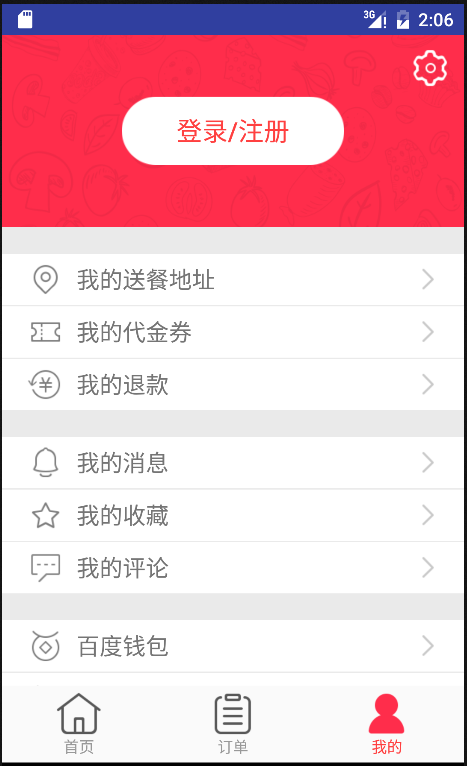 3G 2:06
登录/注册
我的送餐地址
我的代金券
我的退款
我的消息
我的收藏
我的评论
百度钱包
首页 订单 我的